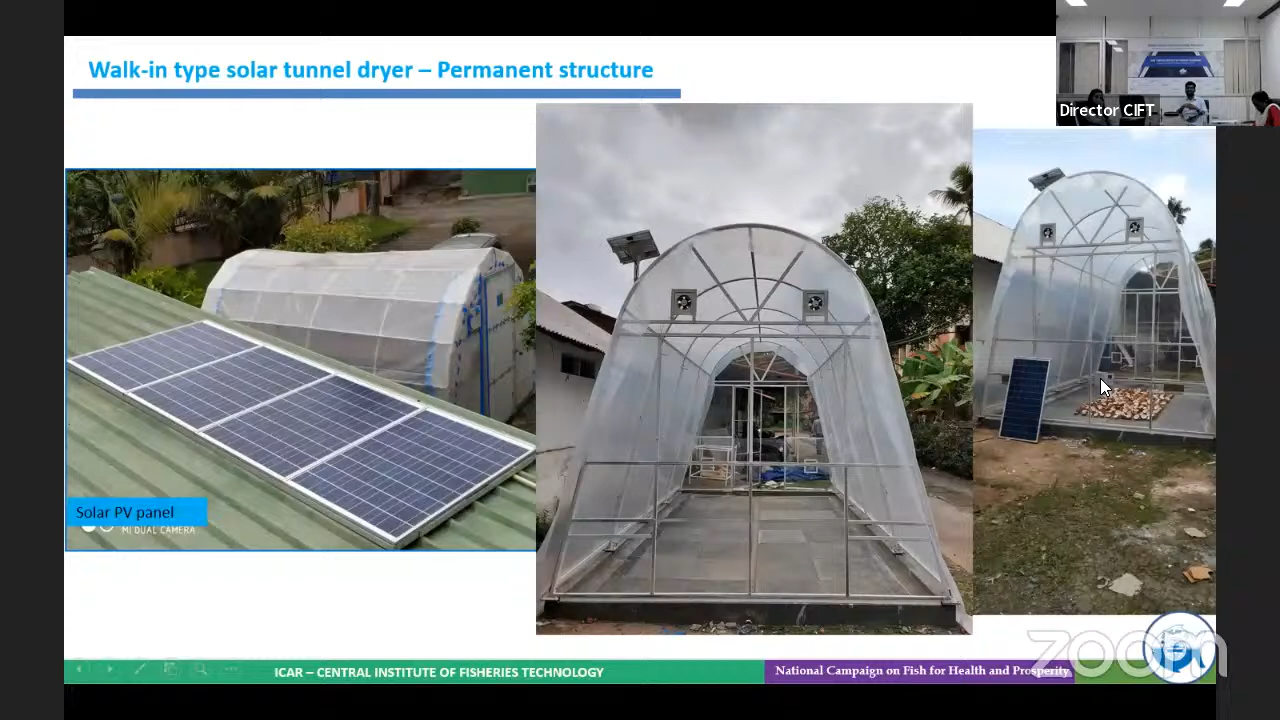 Walk-in type solar tunnel dryer – Permanent structure
Director CIFT
Solar PV panel
MI DUAL CAMERA
ICAR – CENTRAL INSTITUTE OF FISHERIES TECHNOLOGY
National Campaign on Fish for Health and Prosperity
zoom